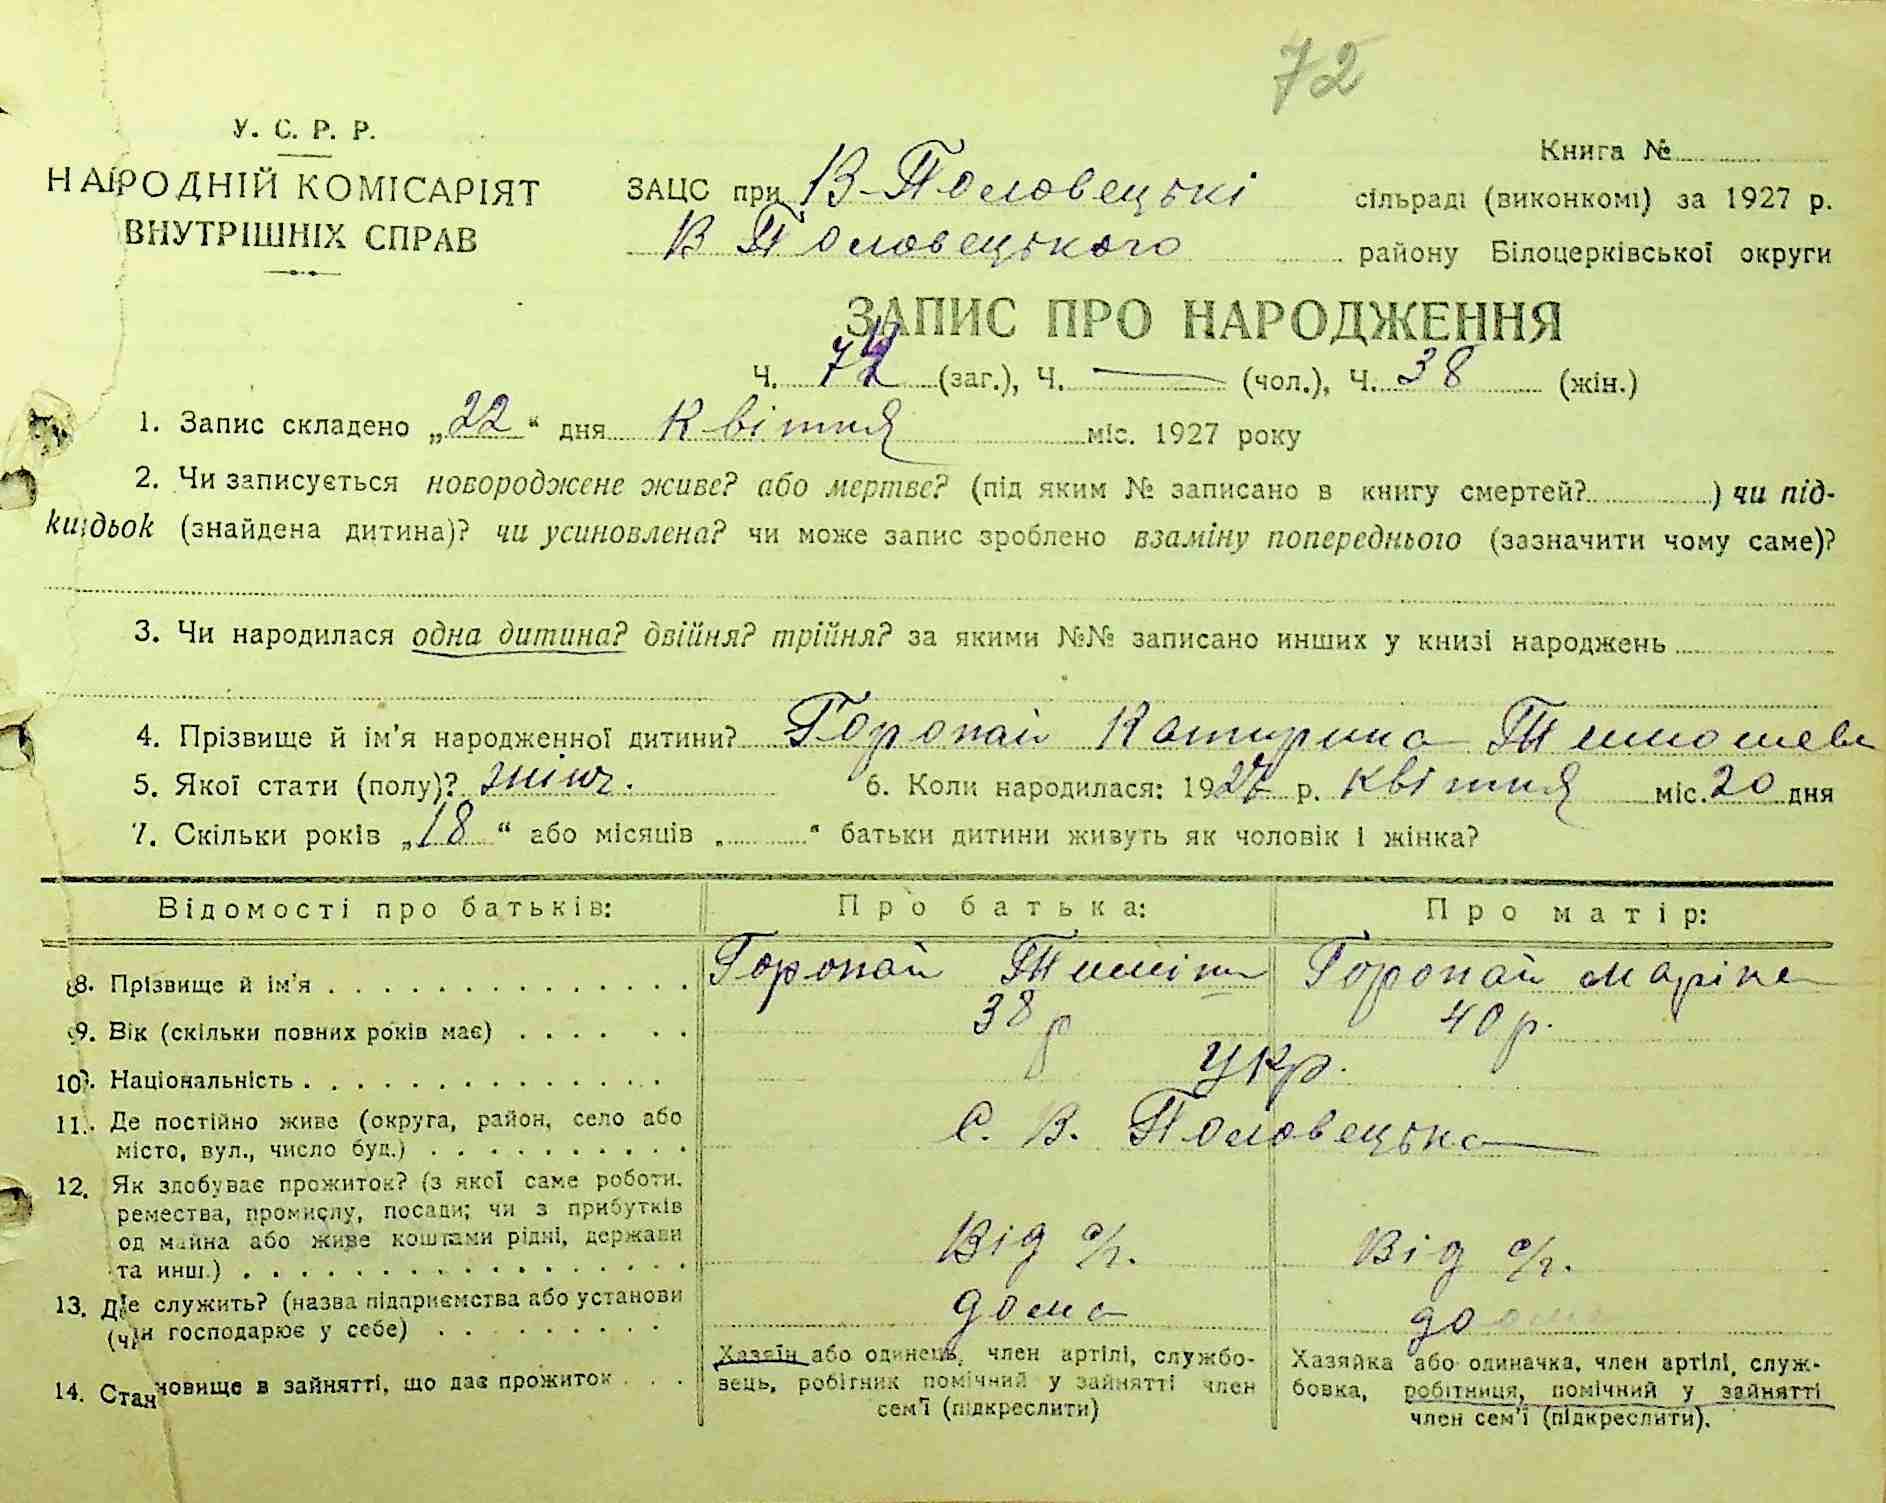 72
У. С. Р. Р.
НАРОДНІЙ КОМІСАРІЯТ
ВНУТРІШНІХ СПРАВ
Книга №
ЗАЦС при В-Половецькі сільраді (виконкомі) за 1927 р.
В Половецького району Білоцерківської округи
ЗАПИС ПРО НАРОДЖЕННЯ
Ч. 72 (заг.), Ч. — (чол.), Ч. 38 (жін.)
1. Запис складено „22“ дня Квітня міс. 1927 року
2. Чи записується новороджене живе? або мертве? (під яким № записано в книгу смертей? ) чи під-
кидьок (знайдена дитина)? чи усиновлена? чи може запис зроблено взаміну попереднього (зазначити чому саме)?
3. Чи народилася одна дитина? двійня? трійня? за якими №№ записано инших у книзі народжень
4. Прізвище й ім'я народженної дитини? Горопай Катирина
5. Якої стати (полу)? жіноч. 6. Коли народилася: 1927 р. квітня міс. 20 дня
7. Скільки років „18“ або місяців „ “ батьки дитини живуть як чоловік і жінка?
Відомості про батьків: Про батька: Про матір:
8. Прізвище й ім'я Горопай Тиміш Горопай Маріна
9. Вік (скільки повних років має) 38 р 40 р.
10. Національність укр.
11. Де постійно живе (округа, район, село або
місто, вул., число буд.) С. В. Половецька
12. Як здобуває прожиток? (з якої саме роботи,
ремества, промислу, посади; чи з прибутків
од майна або живе коштами рідні, держави
та инш.) Від с/г. Від с/г.
13. Де служить? (назва підприємства або установи
(чи господарює у себе) дома дома
14. Становище в зайнятті, що дає прожиток
Хазяїн або одинець, член артілі, службо-
вець, робітник помічний у зайнятті член
сем'ї (підкреслити)
Хазяйка або одиначка, член артілі, служ-
бовка, робітниця, помічний у зайнятті
член сем'ї (підкреслити).